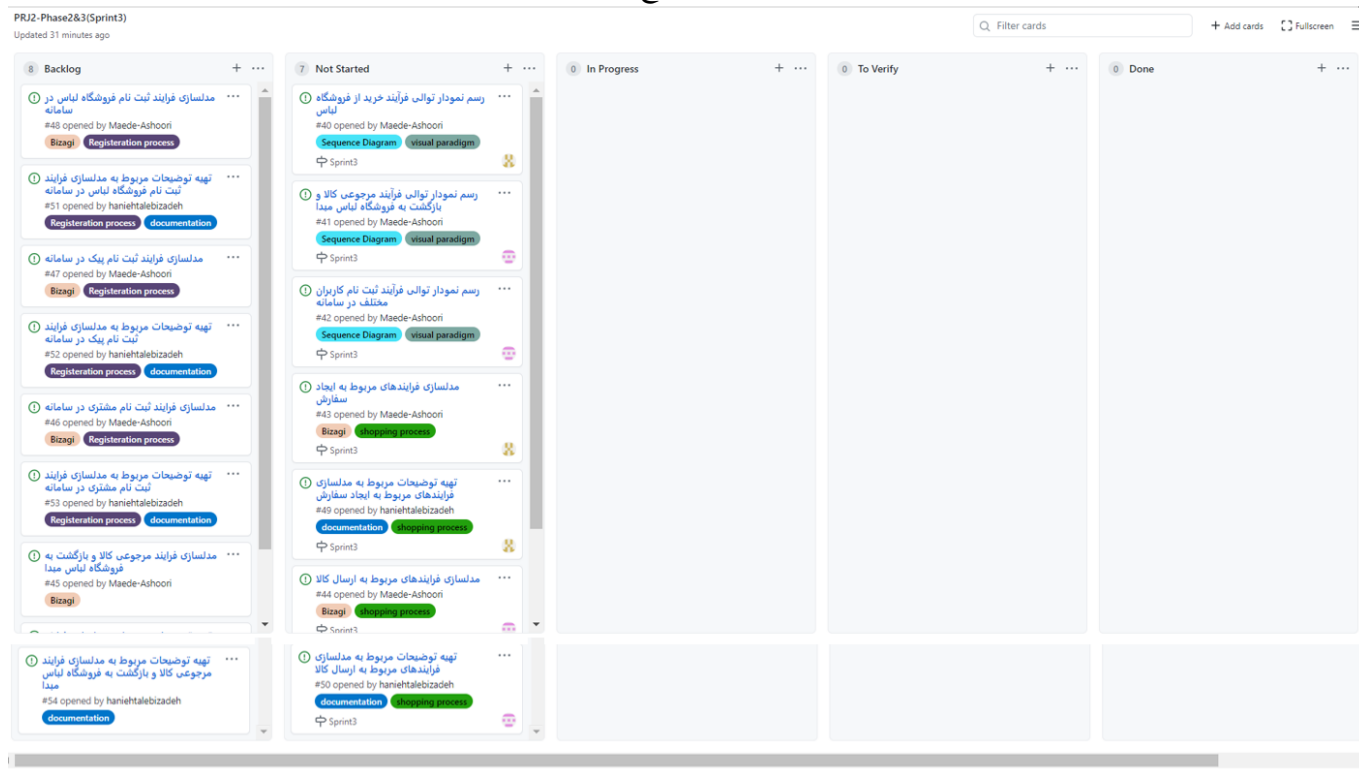 PRJ2-Phase2&3(Sprint3)
Updated 31 minutes ago
Filter cards
+ Add cards
Fullscreen
8 Backlog
مدلسازی فرایند ثبت نام فروشگاه لباس در
سامانه
#48 opened by Maede-Ashoori
Bizagi Registeration process
تهیه توضیحات مربوط به مدلسازی فرایند
ثبت نام فروشگاه لباس در سامانه
#51 opened by haniehtalebizadeh
Registeration process documentation
مدلسازی فرایند ثبت نام پیک در سامانه
#47 opened by Maede-Ashoori
Bizagi Registeration process
تهیه توضیحات مربوط به مدلسازی فرایند
ثبت نام پیک در سامانه
#52 opened by haniehtalebizadeh
Registeration process documentation
مدلسازی فرایند ثبت نام مشتری در سامانه
#46 opened by Maede-Ashoori
Bizagi Registeration process
تهیه توضیحات مربوط به مدلسازی فرایند
ثبت نام مشتری در سامانه
#53 opened by haniehtalebizadeh
Registeration process documentation
مدلسازی فرایند مرجوعی کالا و بازگشت به
فروشگاه لباس مبدا
#45 opened by Maede-Ashoori
Bizagi
تهیه توضیحات مربوط به مدلسازی فرایند
مرجوعی کالا و بازگشت به فروشگاه لباس
مبدا
#54 opened by haniehtalebizadeh
documentation
7 Not Started
رسم نمودار توالی فرآیند خرید از فروشگاه
لباس
#40 opened by Maede-Ashoori
Sequence Diagram visual paradigm
Sprint3
رسم نمودار توالی فرآیند مرجوعی کالا و
بازگشت به فروشگاه لباس مبدا
#41 opened by Maede-Ashoori
Sequence Diagram visual paradigm
Sprint3
رسم نمودار توالی فرآیند ثبت نام کاربران
مختلف در سامانه
#42 opened by Maede-Ashoori
Sequence Diagram visual paradigm
Sprint3
مدلسازی فرایندهای مربوط به ایجاد
سفارش
#43 opened by Maede-Ashoori
Bizagi shopping process
Sprint3
تهیه توضیحات مربوط به مدلسازی
فرایندهای مربوط به ایجاد سفارش
#49 opened by haniehtalebizadeh
documentation shopping process
Sprint3
مدلسازی فرایندهای مربوط به ارسال کالا
#44 opened by Maede-Ashoori
Bizagi shopping process
Sprint3
تهیه توضیحات مربوط به مدلسازی
فرایندهای مربوط به ارسال کالا
#50 opened by haniehtalebizadeh
documentation shopping process
Sprint3
0 In Progress
0 To Verify
0 Done